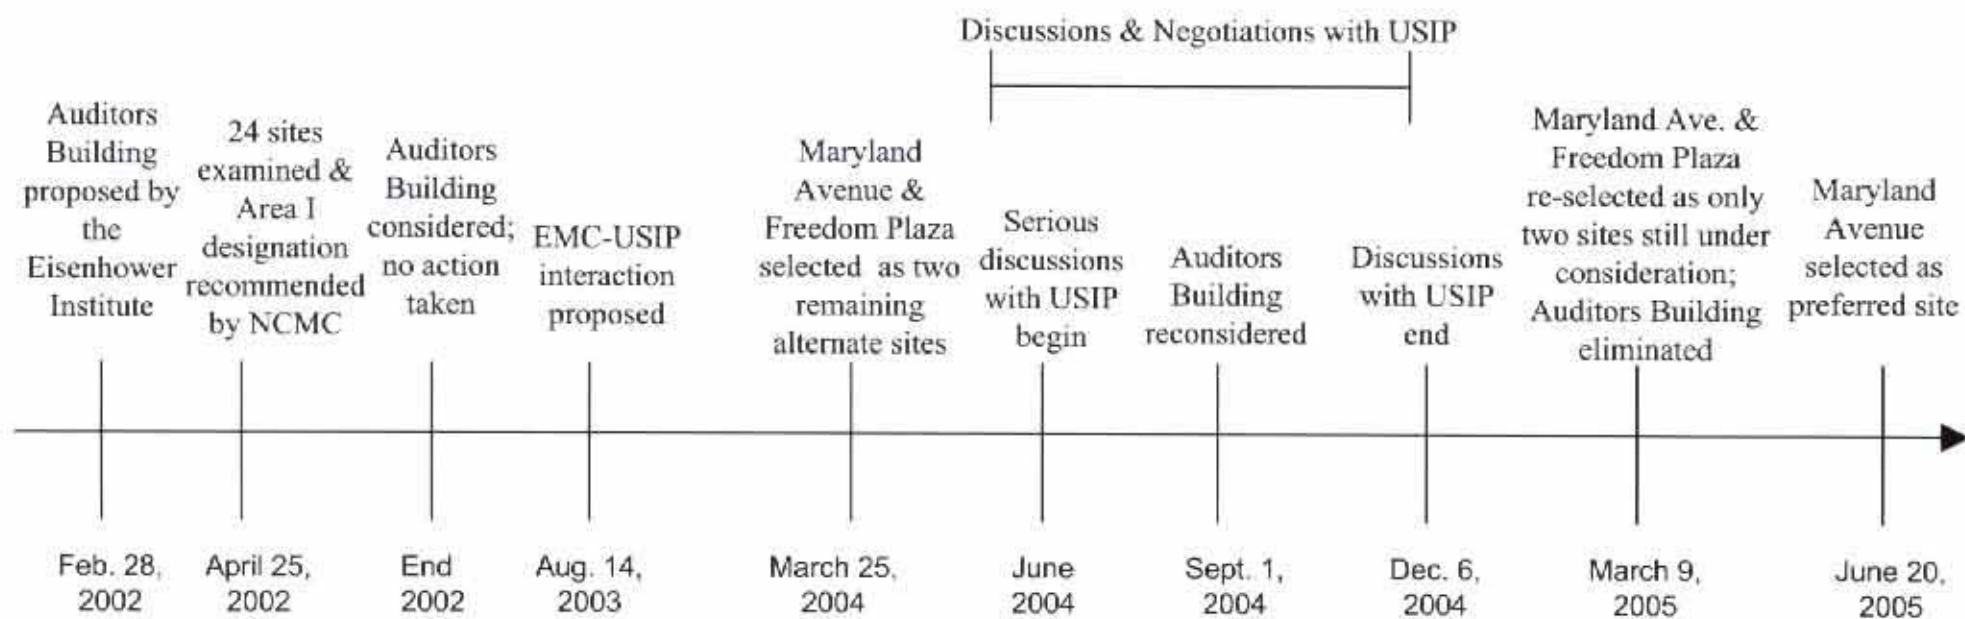 Discussions & Negotiations with USIP
Auditors
Building
proposed by
the
Eisenhower
Institute
24 sites
examined &
Area I
designation
recommended
by NCMC
Auditors
Building
considered;
no action
taken
EMC-USIP
interaction
proposed
Maryland
Avenue &
Freedom Plaza
selected as two
remaining
alternate sites
Serious
discussions
with USIP
begin
Auditors
Building
reconsidered
Discussions
with USIP
end
Maryland Ave. &
Freedom Plaza
re-selected as only
two sites still under
consideration;
Auditors Building
eliminated
Maryland
Avenue
selected as
preferred site
Feb. 28,
2002
April 25,
2002
End
2002
Aug. 14,
2003
March 25,
2004
June
2004
Sept. 1,
2004
Dec. 6,
2004
March 9,
2005
June 20,
2005